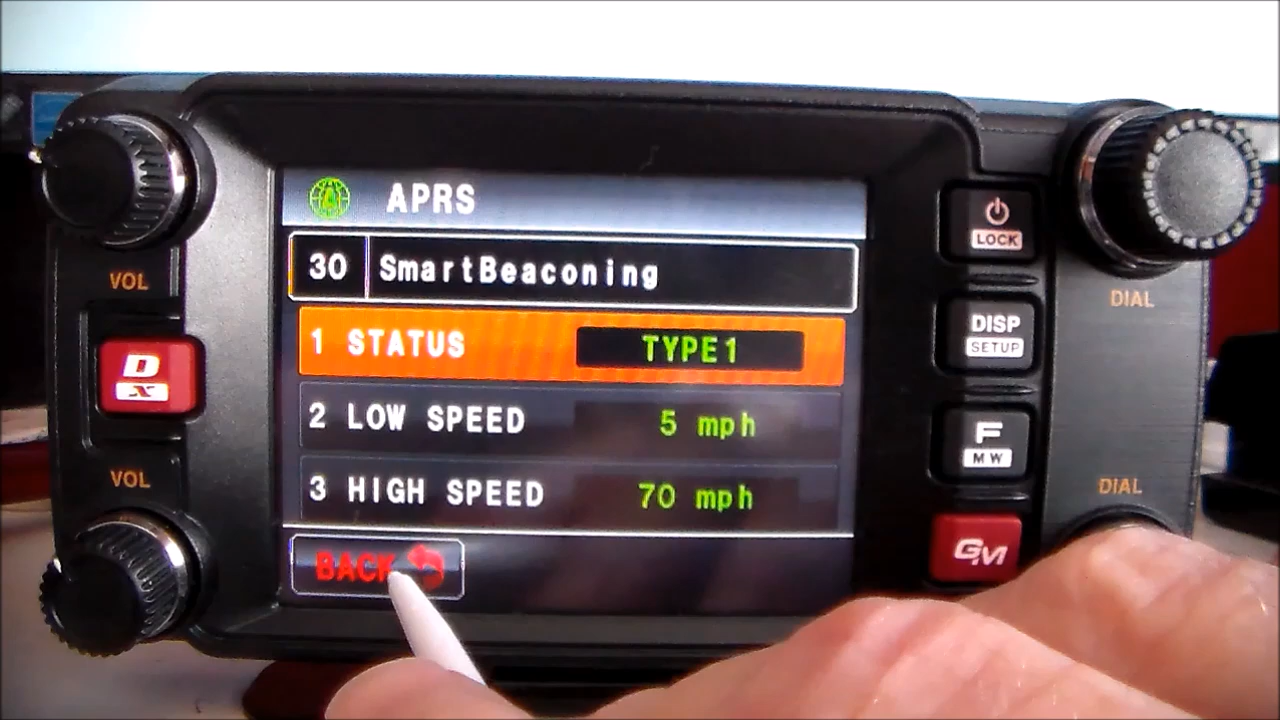 APRS
30 SmartBeaconing
1 STATUS TYPE1
2 LOW SPEED 5 mph
3 HIGH SPEED 70 mph
BACK
VOL
D
X
VOL
LOCK
DISP
SETUP
F
MW
GM
DIAL
DIAL